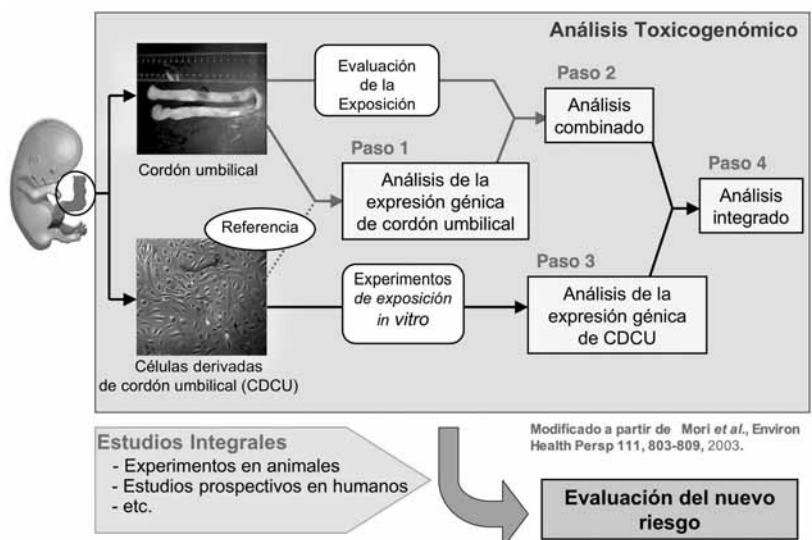 Análisis Toxicogenómico
Evaluación
de la
Exposición
Paso 2
Análisis
combinado
Cordón umbilical
Paso 1
Análisis de la
expresión génica
de cordón umbilical
Paso 4
Análisis
integrado
Referencia
Paso 3
Experimentos
de exposición
in vitro
Análisis de la
expresión génica
de CDCU
Células derivadas
de cordón umbilical (CDCU)
Modificado a partir de Mori et al., Environ
Health Persp 111, 803-809, 2003.
Estudios Integrales
- Experimentos en animales
- Estudios prospectivos en humanos
- etc.
Evaluación del nuevo
riesgo